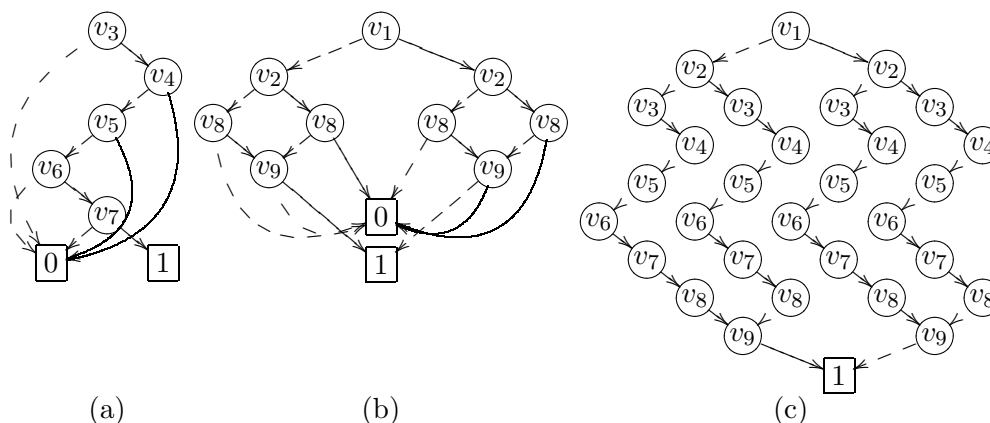 v3 v1 v1
v4 v2 v2 v2 v2
v5 v8 v8 v8 v8 v3 v3 v3 v3
v4 v4 v4 v4
v6 v9 v9 v5 v5 v5 v5
v7 0 v6 v6 v6 v6
0 1 1 v7 v7 v7 v7
v8 v8 v8 v8
v9 v9
1
(a) (b) (c)